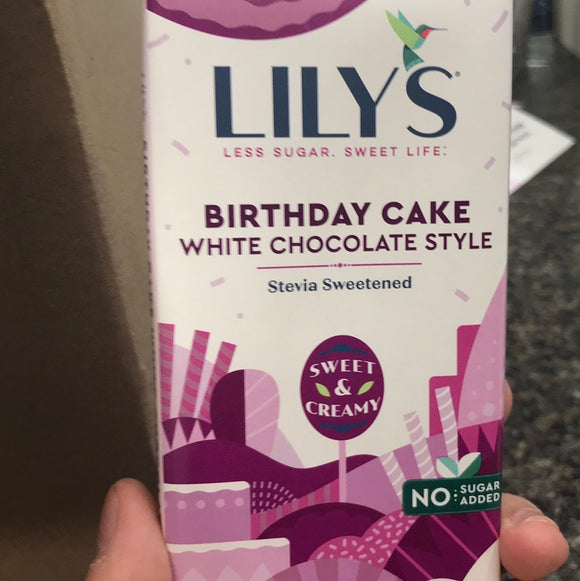 LILY'S
LESS SUGAR. SWEET LIFE.
BIRTHDAY CAKE
WHITE CHOCOLATE STYLE
Stevia Sweetened
SWEET
&
CREAMY
NO: SUGAR
ADDED